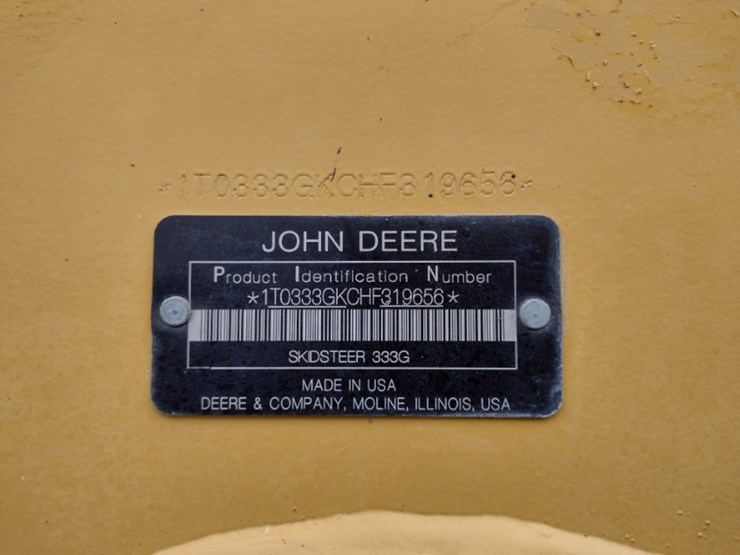 *1T0333GKCHF319656*
JOHN DEERE
Product Identification Number
*1T0333GKCHF319656*
SKIDSTEER 333G
MADE IN USA
DEERE & COMPANY, MOLINE, ILLINOIS, USA